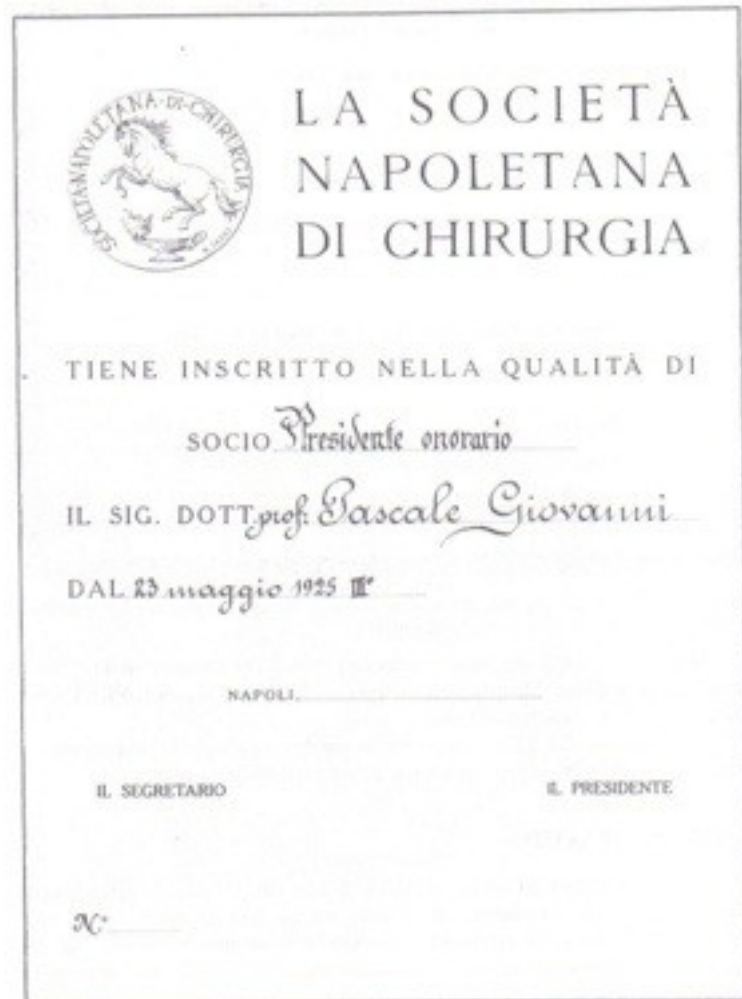 SOCIETÀ NAPOLETANA·DI·CHIRURGIA
LA SOCIETÀ
NAPOLETANA
DI CHIRURGIA
TIENE INSCRITTO NELLA QUALITÀ DI
SOCIO Presidente onorario
IL SIG. DOTT. prof: Pascale Giovanni
DAL 23 maggio 1925 III°
NAPOLI,
IL SEGRETARIO
IL PRESIDENTE
N.°